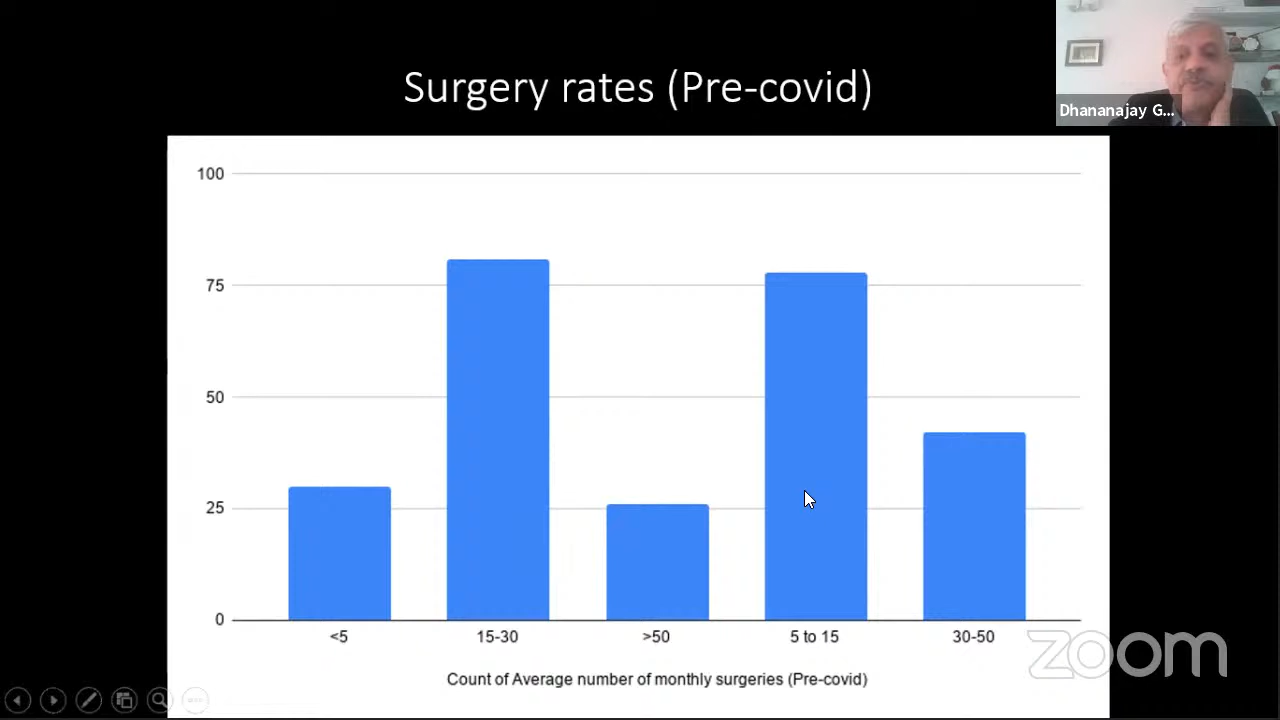 Surgery rates (Pre-covid)
Dhananajay G...
100
75
50
25
0
<5
15-30
>50
5 to 15
30-50
Count of Average number of monthly surgeries (Pre-covid)
zoom